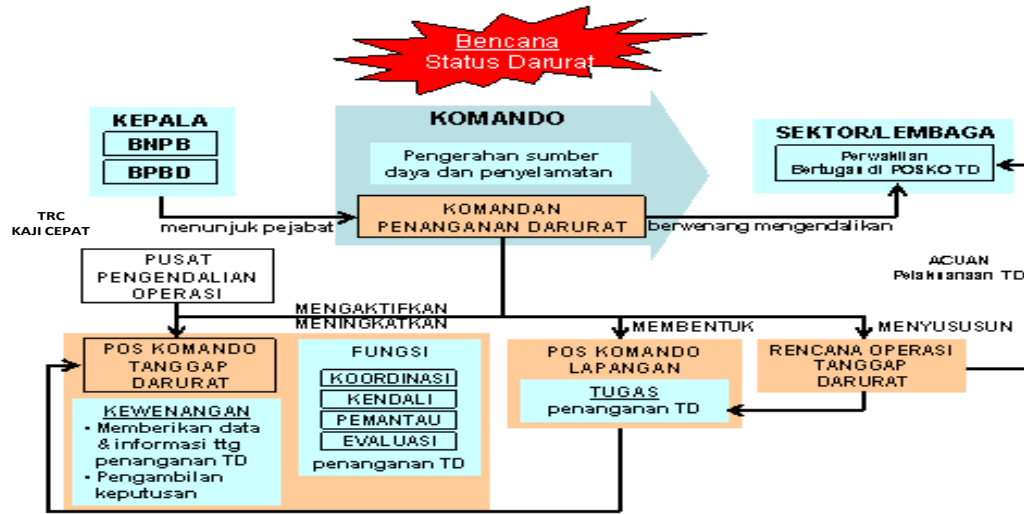 Bencana
Status Darurat
KEPALA
BNPB
BPBD
KOMANDO
Pengerahan sumber
daya dan penyelamatan
SEKTOR/LEMBAGA
Perwakilan
Bertugas di POSKO TD
TRC
KAJI CEPAT
menunjuk pejabat
KOMANDAN
PENANGANAN DARURAT
berwenang mengendalikan
PUSAT
PENGENDALIAN
OPERASI
ACUAN
Pelaksanaan TD
MENGAKTIFKAN
MENINGKATKAN
MEMBENTUK
MENYUSUSUN
POS KOMANDO
TANGGAP
DARURAT
KEWENANGAN
• Memberikan data
& informasi ttg
penanganan TD
• Pengambilan
keputusan
FUNGSI
KOORDINASI
KENDALI
PEMANTAU
EVALUASI
penanganan TD
POS KOMANDO
LAPANGAN
TUGAS
penanganan TD
RENCANA OPERASI
TANGGAP
DARURAT